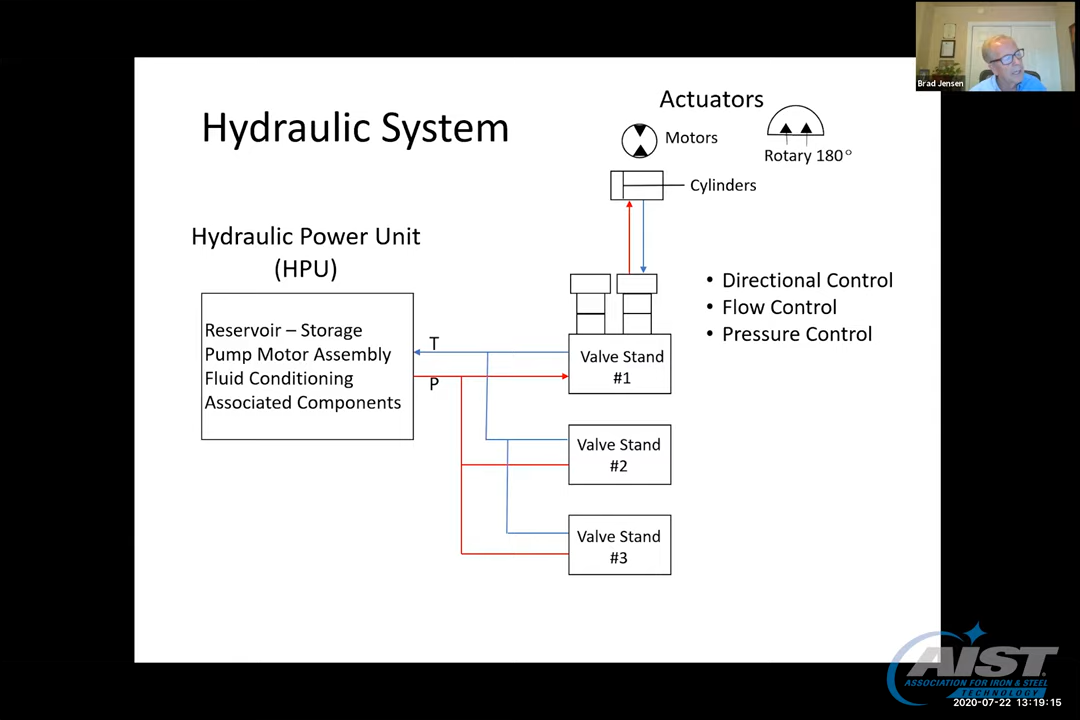 Brad Jensen
Hydraulic System
Actuators
Motors
Rotary 180°
Cylinders
Hydraulic Power Unit
(HPU)
Reservoir – Storage
Pump Motor Assembly
Fluid Conditioning
Associated Components
T
P
Valve Stand
#1
• Directional Control
• Flow Control
• Pressure Control
Valve Stand
#2
Valve Stand
#3
AIST
ASSOCIATION FOR IRON & STEEL
TECHNOLOGY
2020-07-22 13:19:15